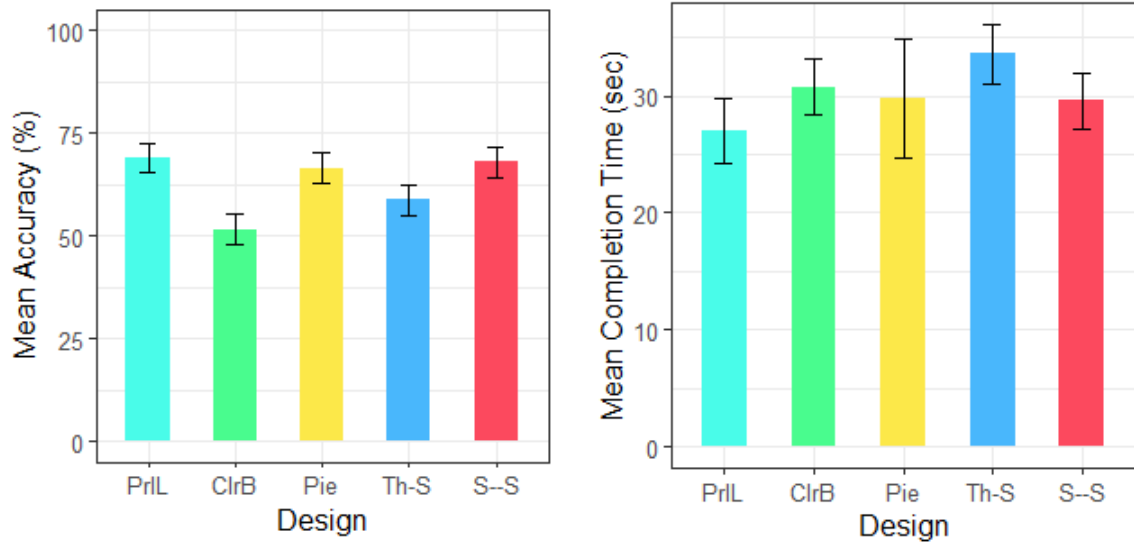 Mean Accuracy (%)
100
75
50
25
0
PrlL ClrB Pie Th-S S--S
Design
Mean Completion Time (sec)
30
20
10
0
PrlL ClrB Pie Th-S S--S
Design